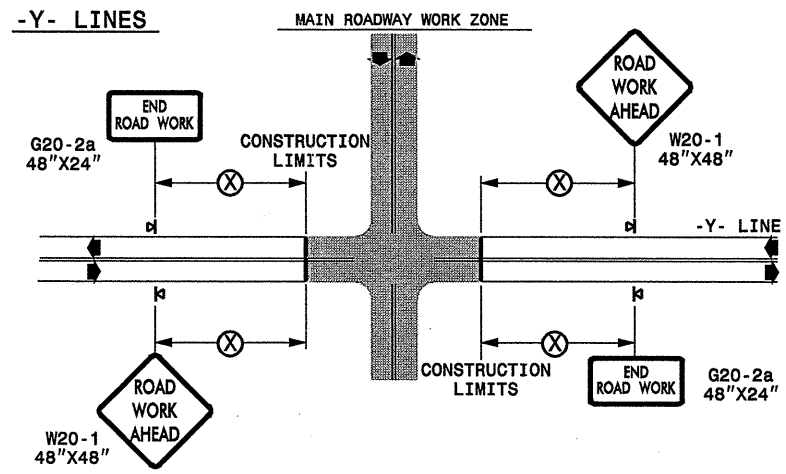 -Y- LINES
MAIN ROADWAY WORK ZONE
ROAD
WORK
AHEAD
END
ROAD WORK
G20-2a
48"X24"
CONSTRUCTION
LIMITS
W20-1
48"X48"
X
X
-Y- LINE
X
X
CONSTRUCTION
LIMITS
END
ROAD WORK
G20-2a
48"X24"
ROAD
WORK
AHEAD
W20-1
48"X48"